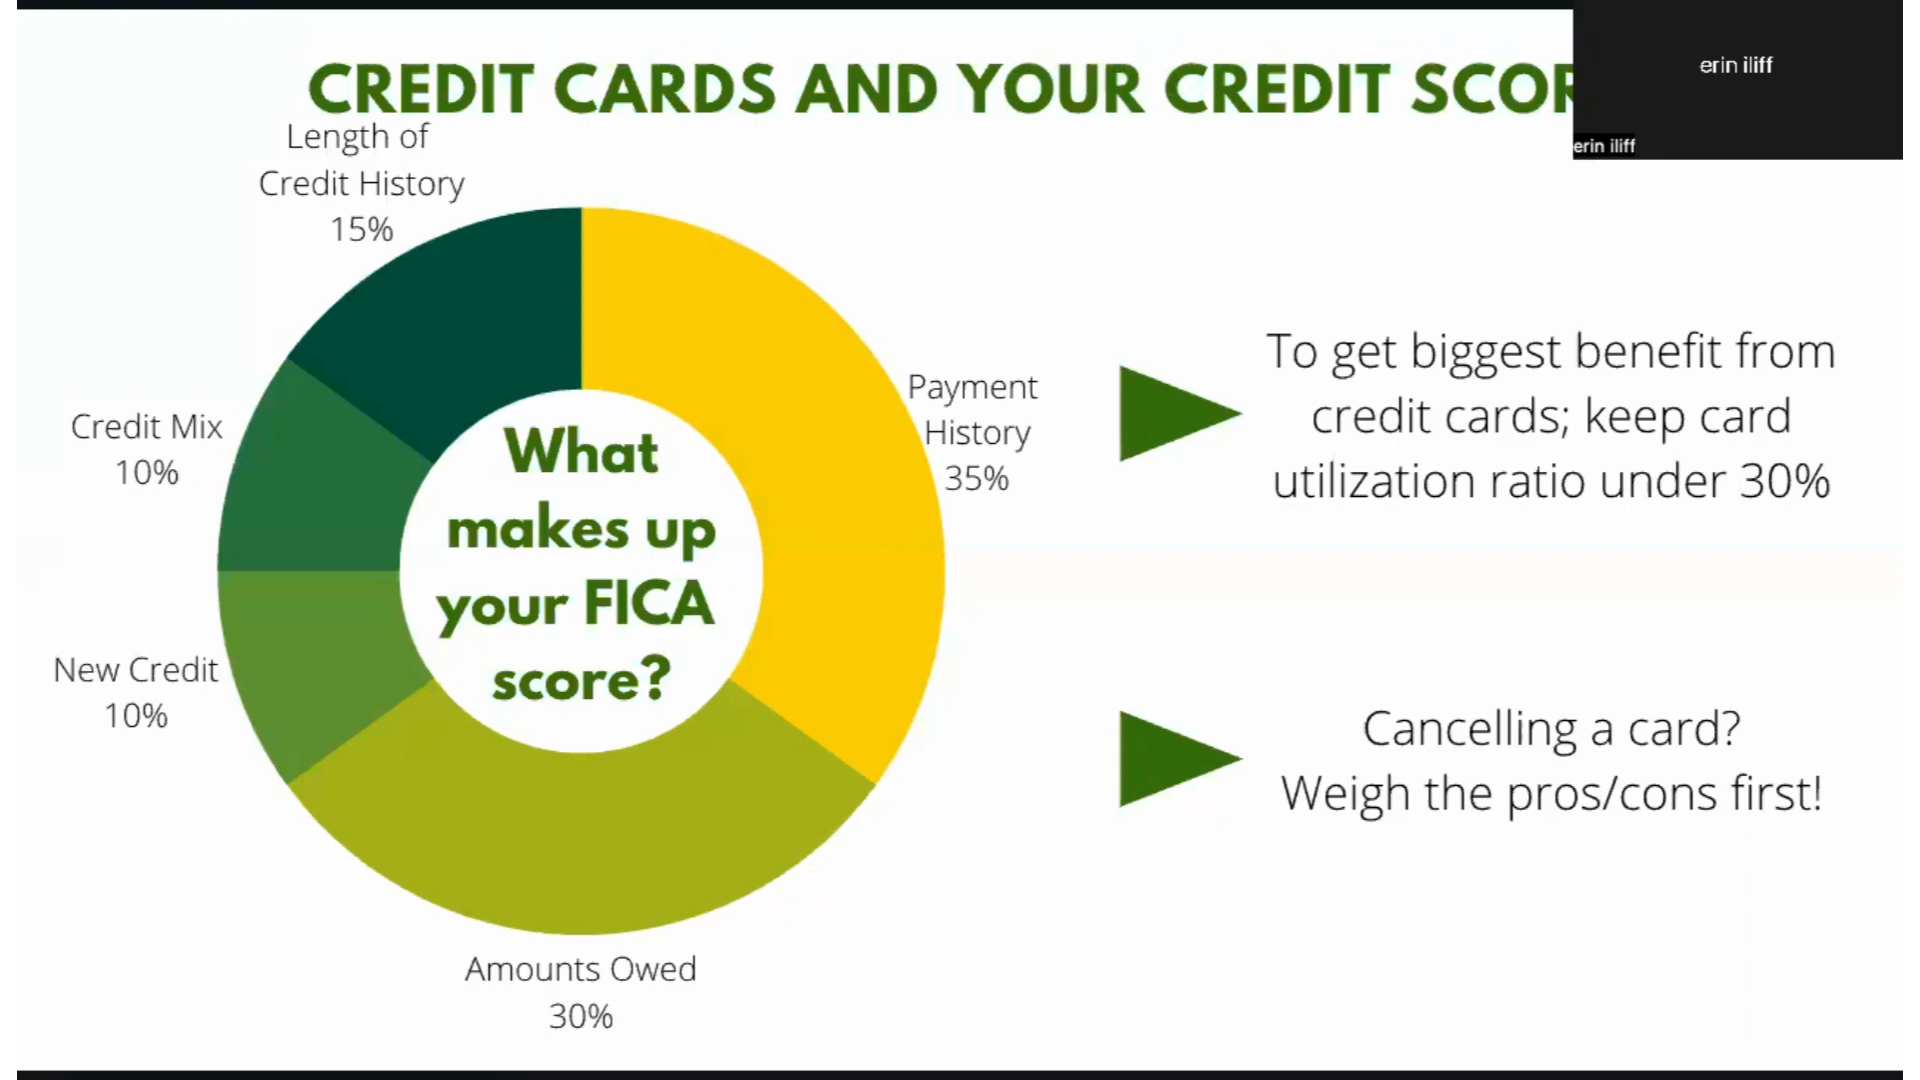 CREDIT CARDS AND YOUR CREDIT
erin iliff
erin iliff
Length of
Credit History
15%
Credit Mix
10%
New Credit
10%
What
makes up
your FICA
score?
Payment
History
35%
Amounts Owed
30%
To get biggest benefit from
credit cards; keep card
utilization ratio under 30%
Cancelling a card?
Weigh the pros/cons first!